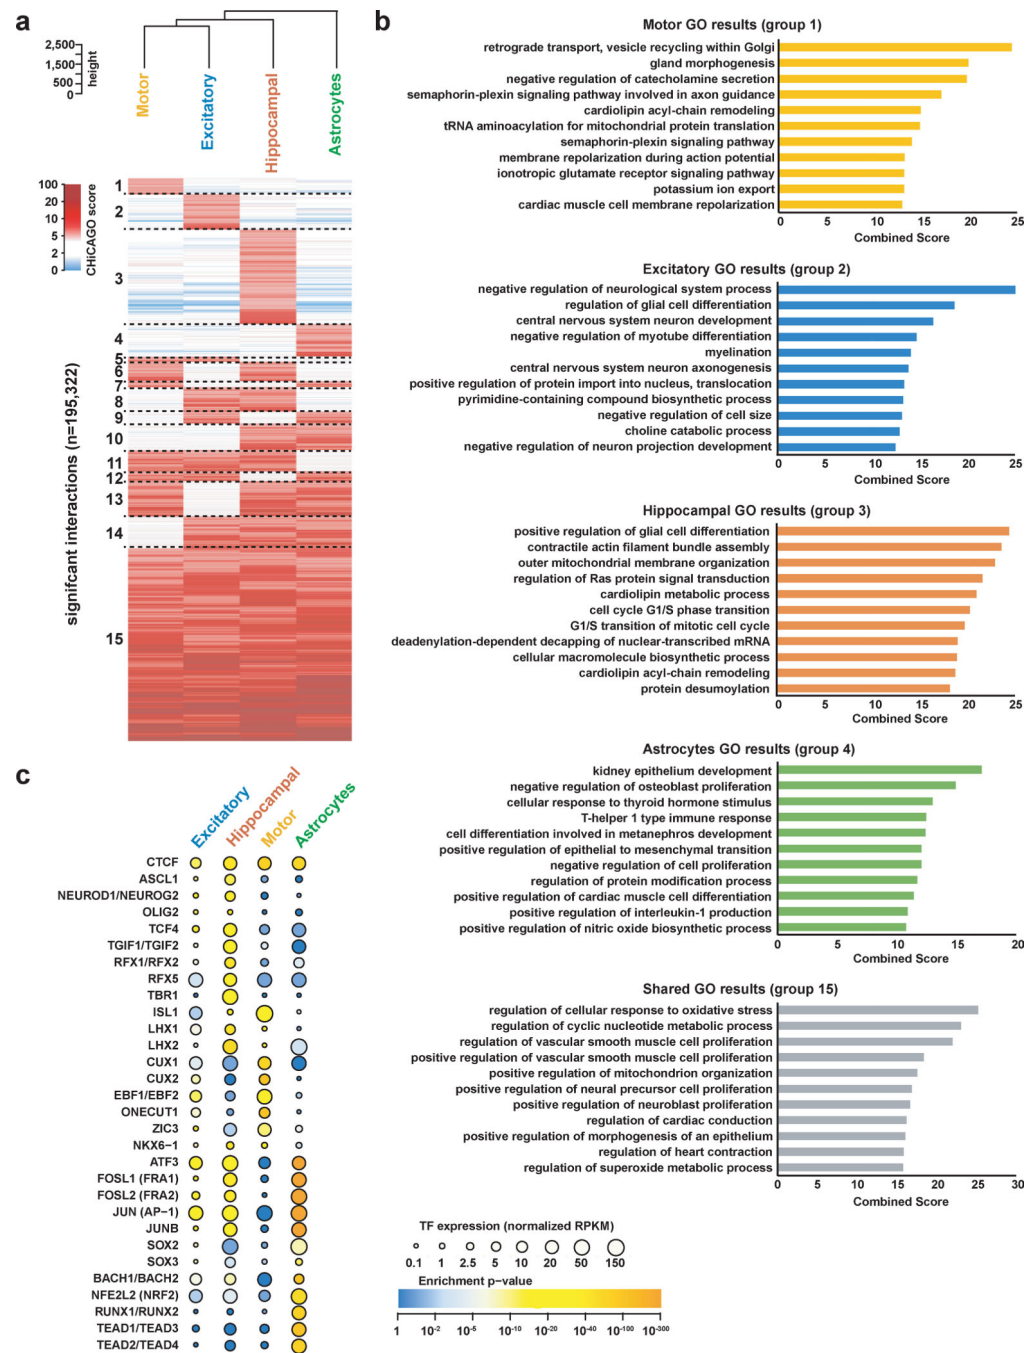 a
2,500
1,500
500
0
height
Motor
Excitatory
Hippocampal
Astrocytes
100
20
10
5
2
0
CHiCAGO score
signifcant interactions (n=195,322)
1
2
3
4
5
6
7
8
9
10
11
12
13
14
15
b
Motor GO results (group 1)
retrograde transport, vesicle recycling within Golgi
gland morphogenesis
negative regulation of catecholamine secretion
semaphorin-plexin signaling pathway involved in axon guidance
cardiolipin acyl-chain remodeling
tRNA aminoacylation for mitochondrial protein translation
semaphorin-plexin signaling pathway
membrane repolarization during action potential
ionotropic glutamate receptor signaling pathway
potassium ion export
cardiac muscle cell membrane repolarization
0 5 10 15 20 25
Combined Score
Excitatory GO results (group 2)
negative regulation of neurological system process
regulation of glial cell differentiation
central nervous system neuron development
negative regulation of myotube differentiation
myelination
central nervous system neuron axonogenesis
positive regulation of protein import into nucleus, translocation
pyrimidine-containing compound biosynthetic process
negative regulation of cell size
choline catabolic process
negative regulation of neuron projection development
0 5 10 15 20 25
Combined Score
Hippocampal GO results (group 3)
positive regulation of glial cell differentiation
contractile actin filament bundle assembly
outer mitochondrial membrane organization
regulation of Ras protein signal transduction
cardiolipin metabolic process
cell cycle G1/S phase transition
G1/S transition of mitotic cell cycle
deadenylation-dependent decapping of nuclear-transcribed mRNA
cellular macromolecule biosynthetic process
cardiolipin acyl-chain remodeling
protein desumoylation
0 5 10 15 20 25
Combined Score
Astrocytes GO results (group 4)
kidney epithelium development
negative regulation of osteoblast proliferation
cellular response to thyroid hormone stimulus
T-helper 1 type immune response
cell differentiation involved in metanephros development
positive regulation of epithelial to mesenchymal transition
negative regulation of cell proliferation
regulation of protein modification process
positive regulation of cardiac muscle cell differentiation
positive regulation of interleukin-1 production
positive regulation of nitric oxide biosynthetic process
0 5 10 15 20
Combined Score
Shared GO results (group 15)
regulation of cellular response to oxidative stress
regulation of cyclic nucleotide metabolic process
regulation of vascular smooth muscle cell proliferation
positive regulation of vascular smooth muscle cell proliferation
positive regulation of mitochondrion organization
positive regulation of neural precursor cell proliferation
positive regulation of neuroblast proliferation
regulation of cardiac conduction
positive regulation of morphogenesis of an epithelium
regulation of heart contraction
regulation of superoxide metabolic process
0 5 10 15 20 25 30
Combined Score
c
Excitatory
Hippocampal
Motor
Astrocytes
CTCF
ASCL1
NEUROD1/NEUROG2
OLIG2
TCF4
TGIF1/TGIF2
RFX1/RFX2
RFX5
TBR1
ISL1
LHX1
LHX2
CUX1
CUX2
EBF1/EBF2
ONECUT1
ZIC3
NKX6-1
ATF3
FOSL1 (FRA1)
FOSL2 (FRA2)
JUN (AP-1)
JUNB
SOX2
SOX3
BACH1/BACH2
NFE2L2 (NRF2)
RUNX1/RUNX2
TEAD1/TEAD3
TEAD2/TEAD4
TF expression (normalized RPKM)
0.1 1 2.5 5 10 20 50 150
Enrichment p-value
1 10-2 10-5 10-10 10-20 10-40 10-100 10-300